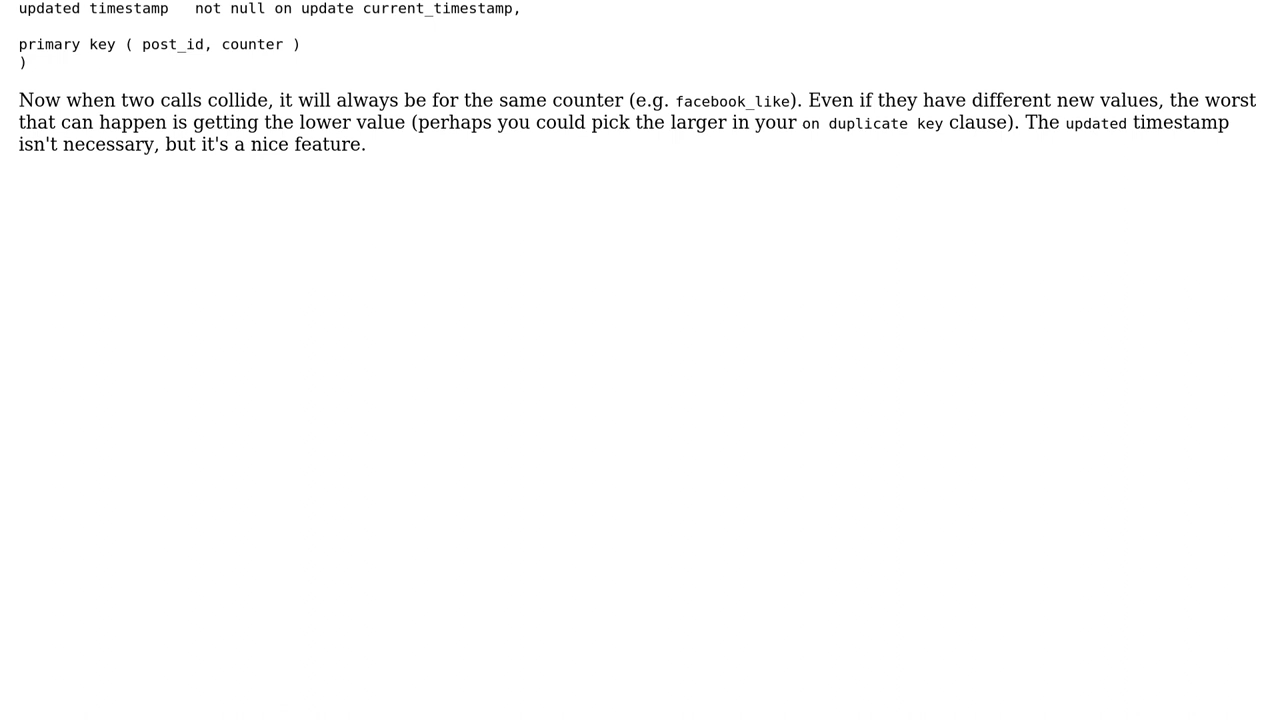 updated timestamp   not null on update current_timestamp,
primary key ( post_id, counter )
)
Now when two calls collide, it will always be for the same counter (e.g. facebook_like). Even if they have different new values, the worst
that can happen is getting the lower value (perhaps you could pick the larger in your on duplicate key clause). The updated timestamp
isn't necessary, but it's a nice feature.